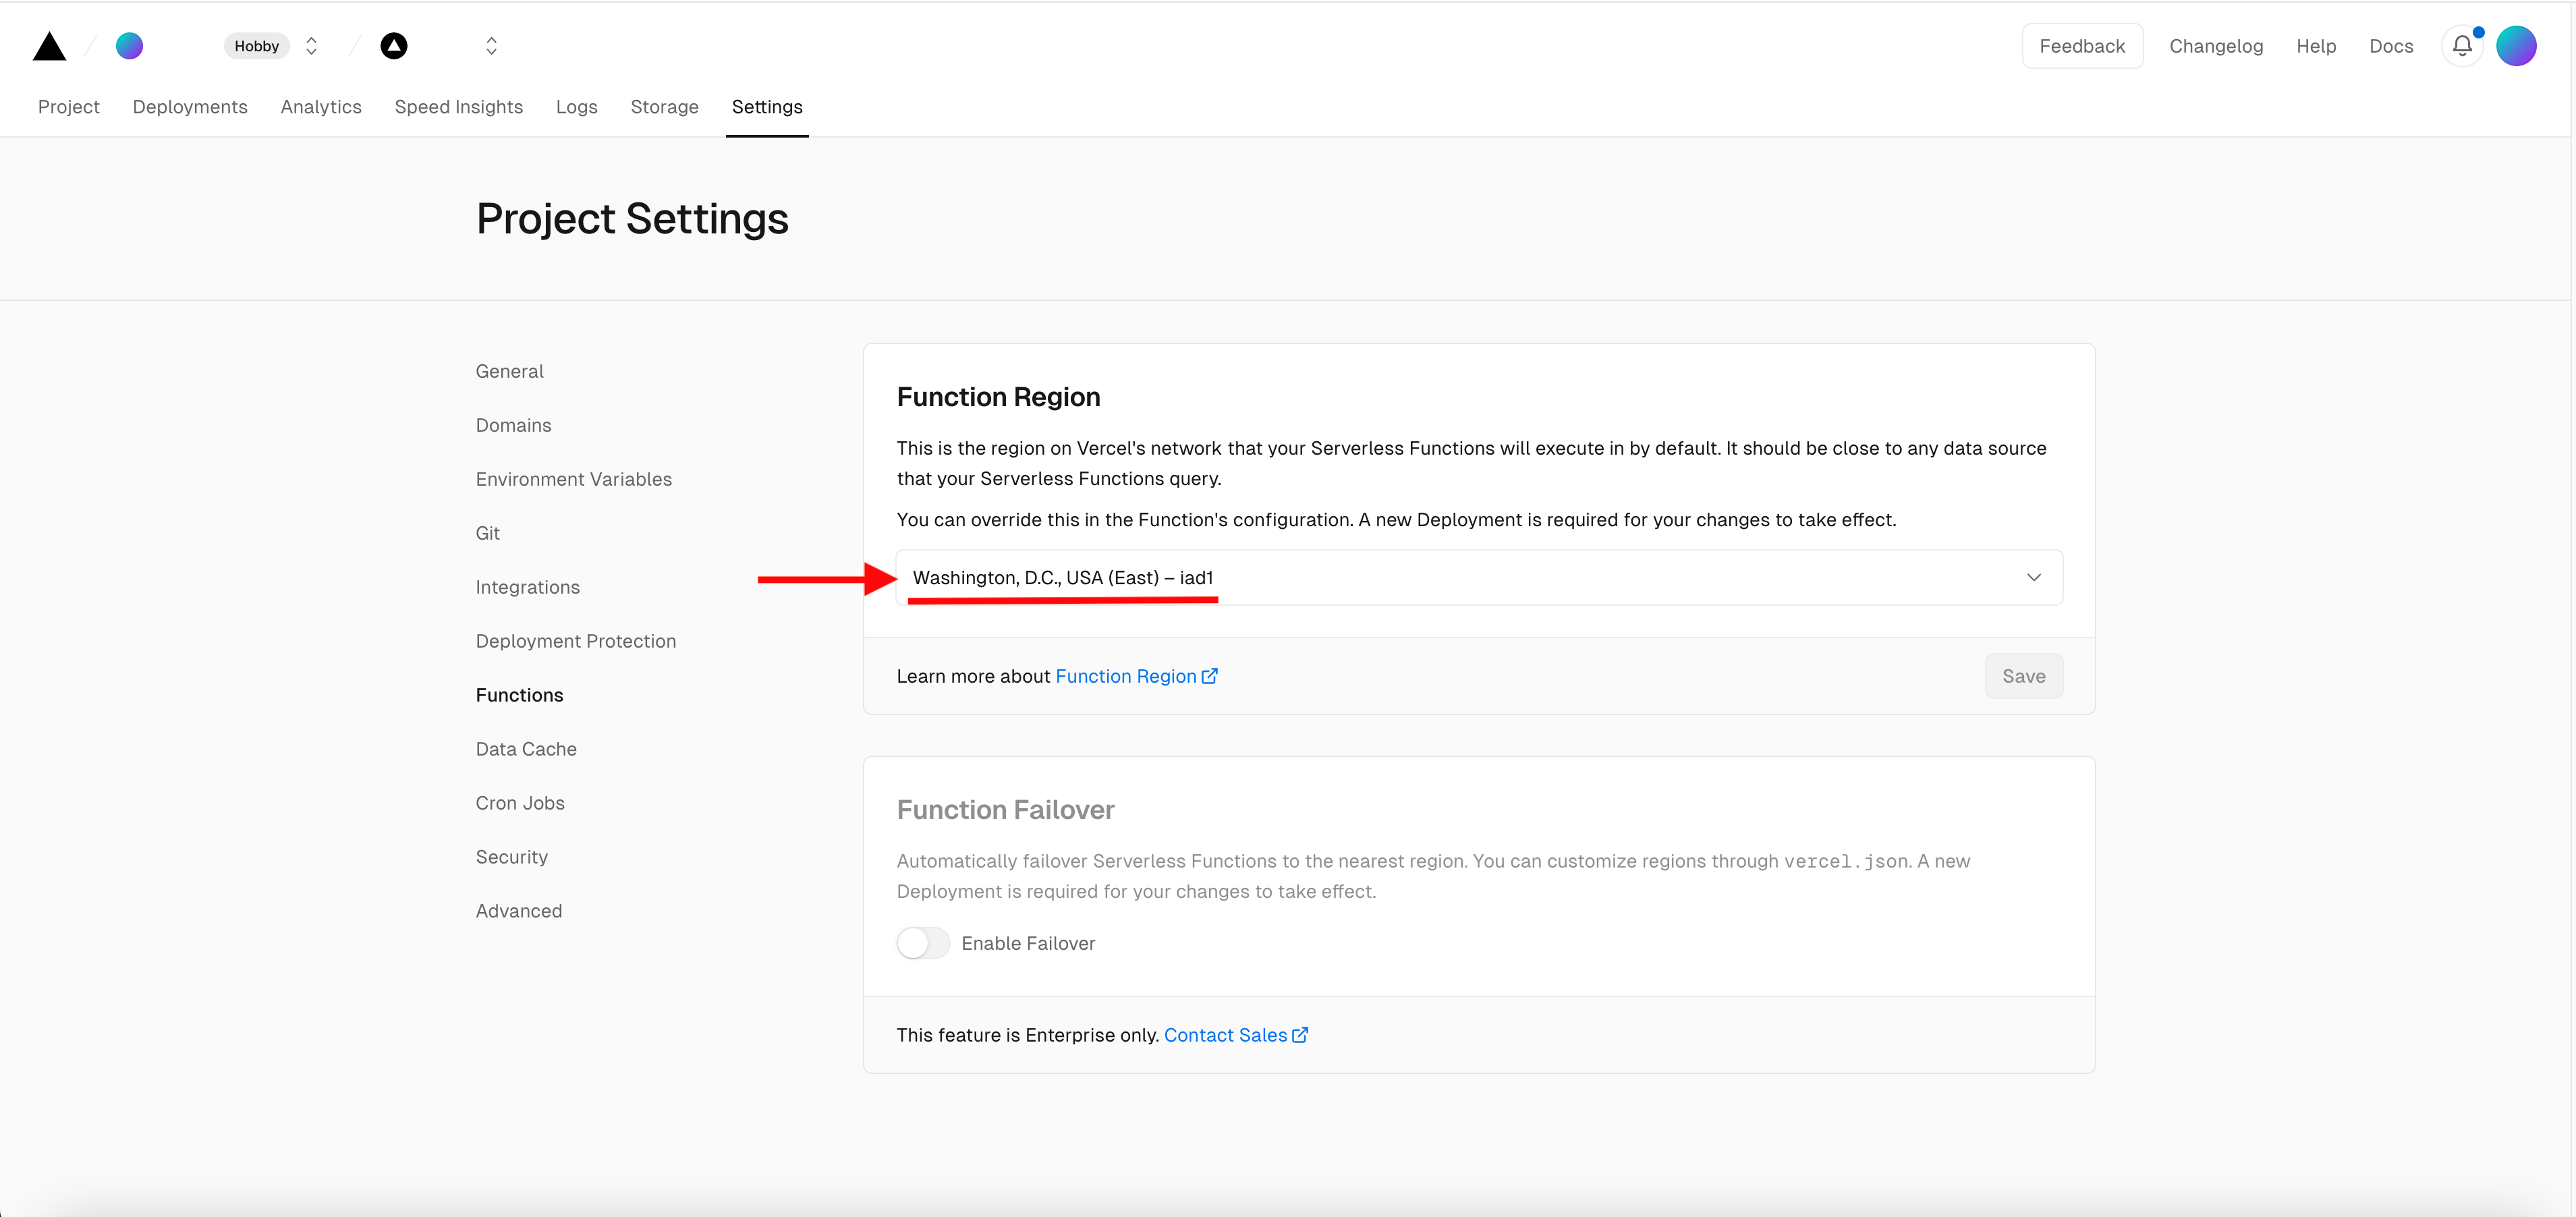 Hobby
Feedback
Changelog
Help
Docs
Project
Deployments
Analytics
Speed Insights
Logs
Storage
Settings
Project Settings
General
Domains
Environment Variables
Git
Integrations
Deployment Protection
Functions
Data Cache
Cron Jobs
Security
Advanced
Function Region
This is the region on Vercel's network that your Serverless Functions will execute in by default. It should be close to any data source
that your Serverless Functions query.
You can override this in the Function's configuration. A new Deployment is required for your changes to take effect.
Washington, D.C., USA (East) – iad1
Learn more about Function Region
Save
Function Failover
Automatically failover Serverless Functions to the nearest region. You can customize regions through vercel.json. A new
Deployment is required for your changes to take effect.
Enable Failover
This feature is Enterprise only. Contact Sales